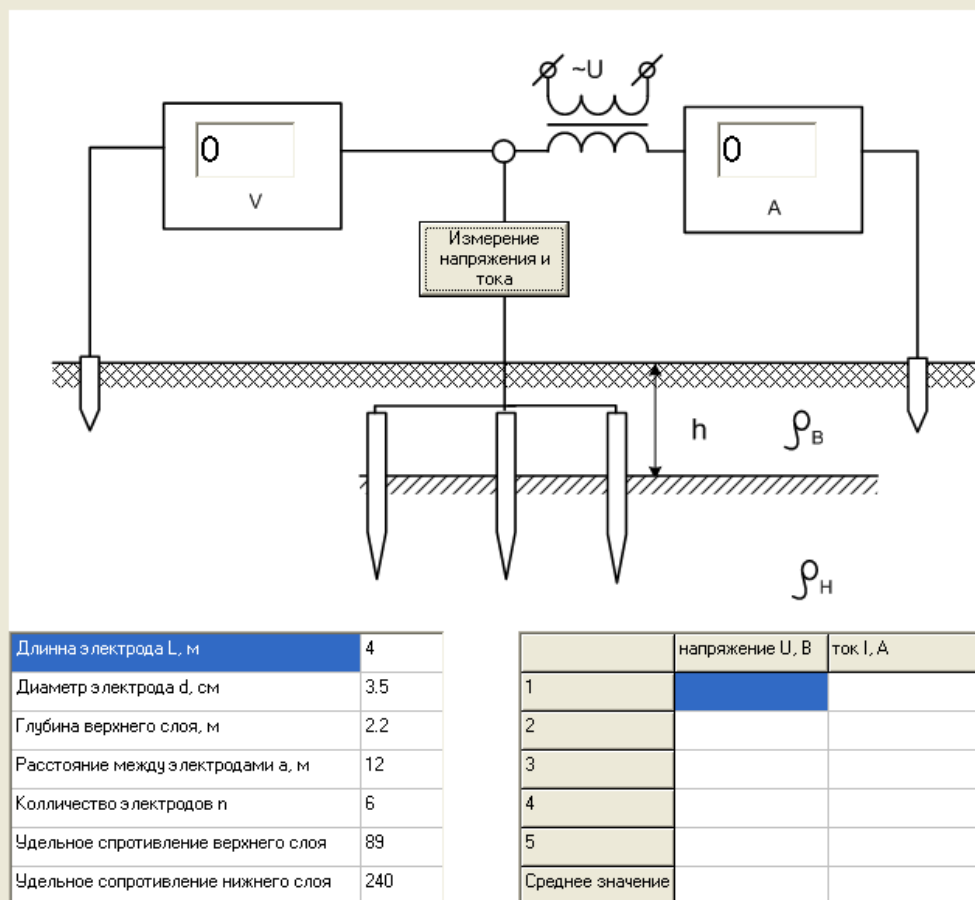 ~U
0
V
0
A
Измерение
напряжения и
тока
h
ρВ
ρН
Длинна электрода L, м 4
Диаметр электрода d, см 3.5
Глубина верхнего слоя, м 2.2
Расстояние между электродами а, м 12
Колличество электродов n 6
Удельное спротивление верхнего слоя 89
Удельное сопротивление нижнего слоя 240
напряжение U, В ток I, А
1
2
3
4
5
Среднее значение